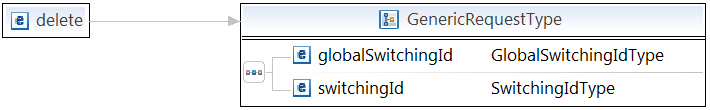 delete
GenericRequestType
globalSwitchingId GlobalSwitchingIdType
switchingId SwitchingIdType